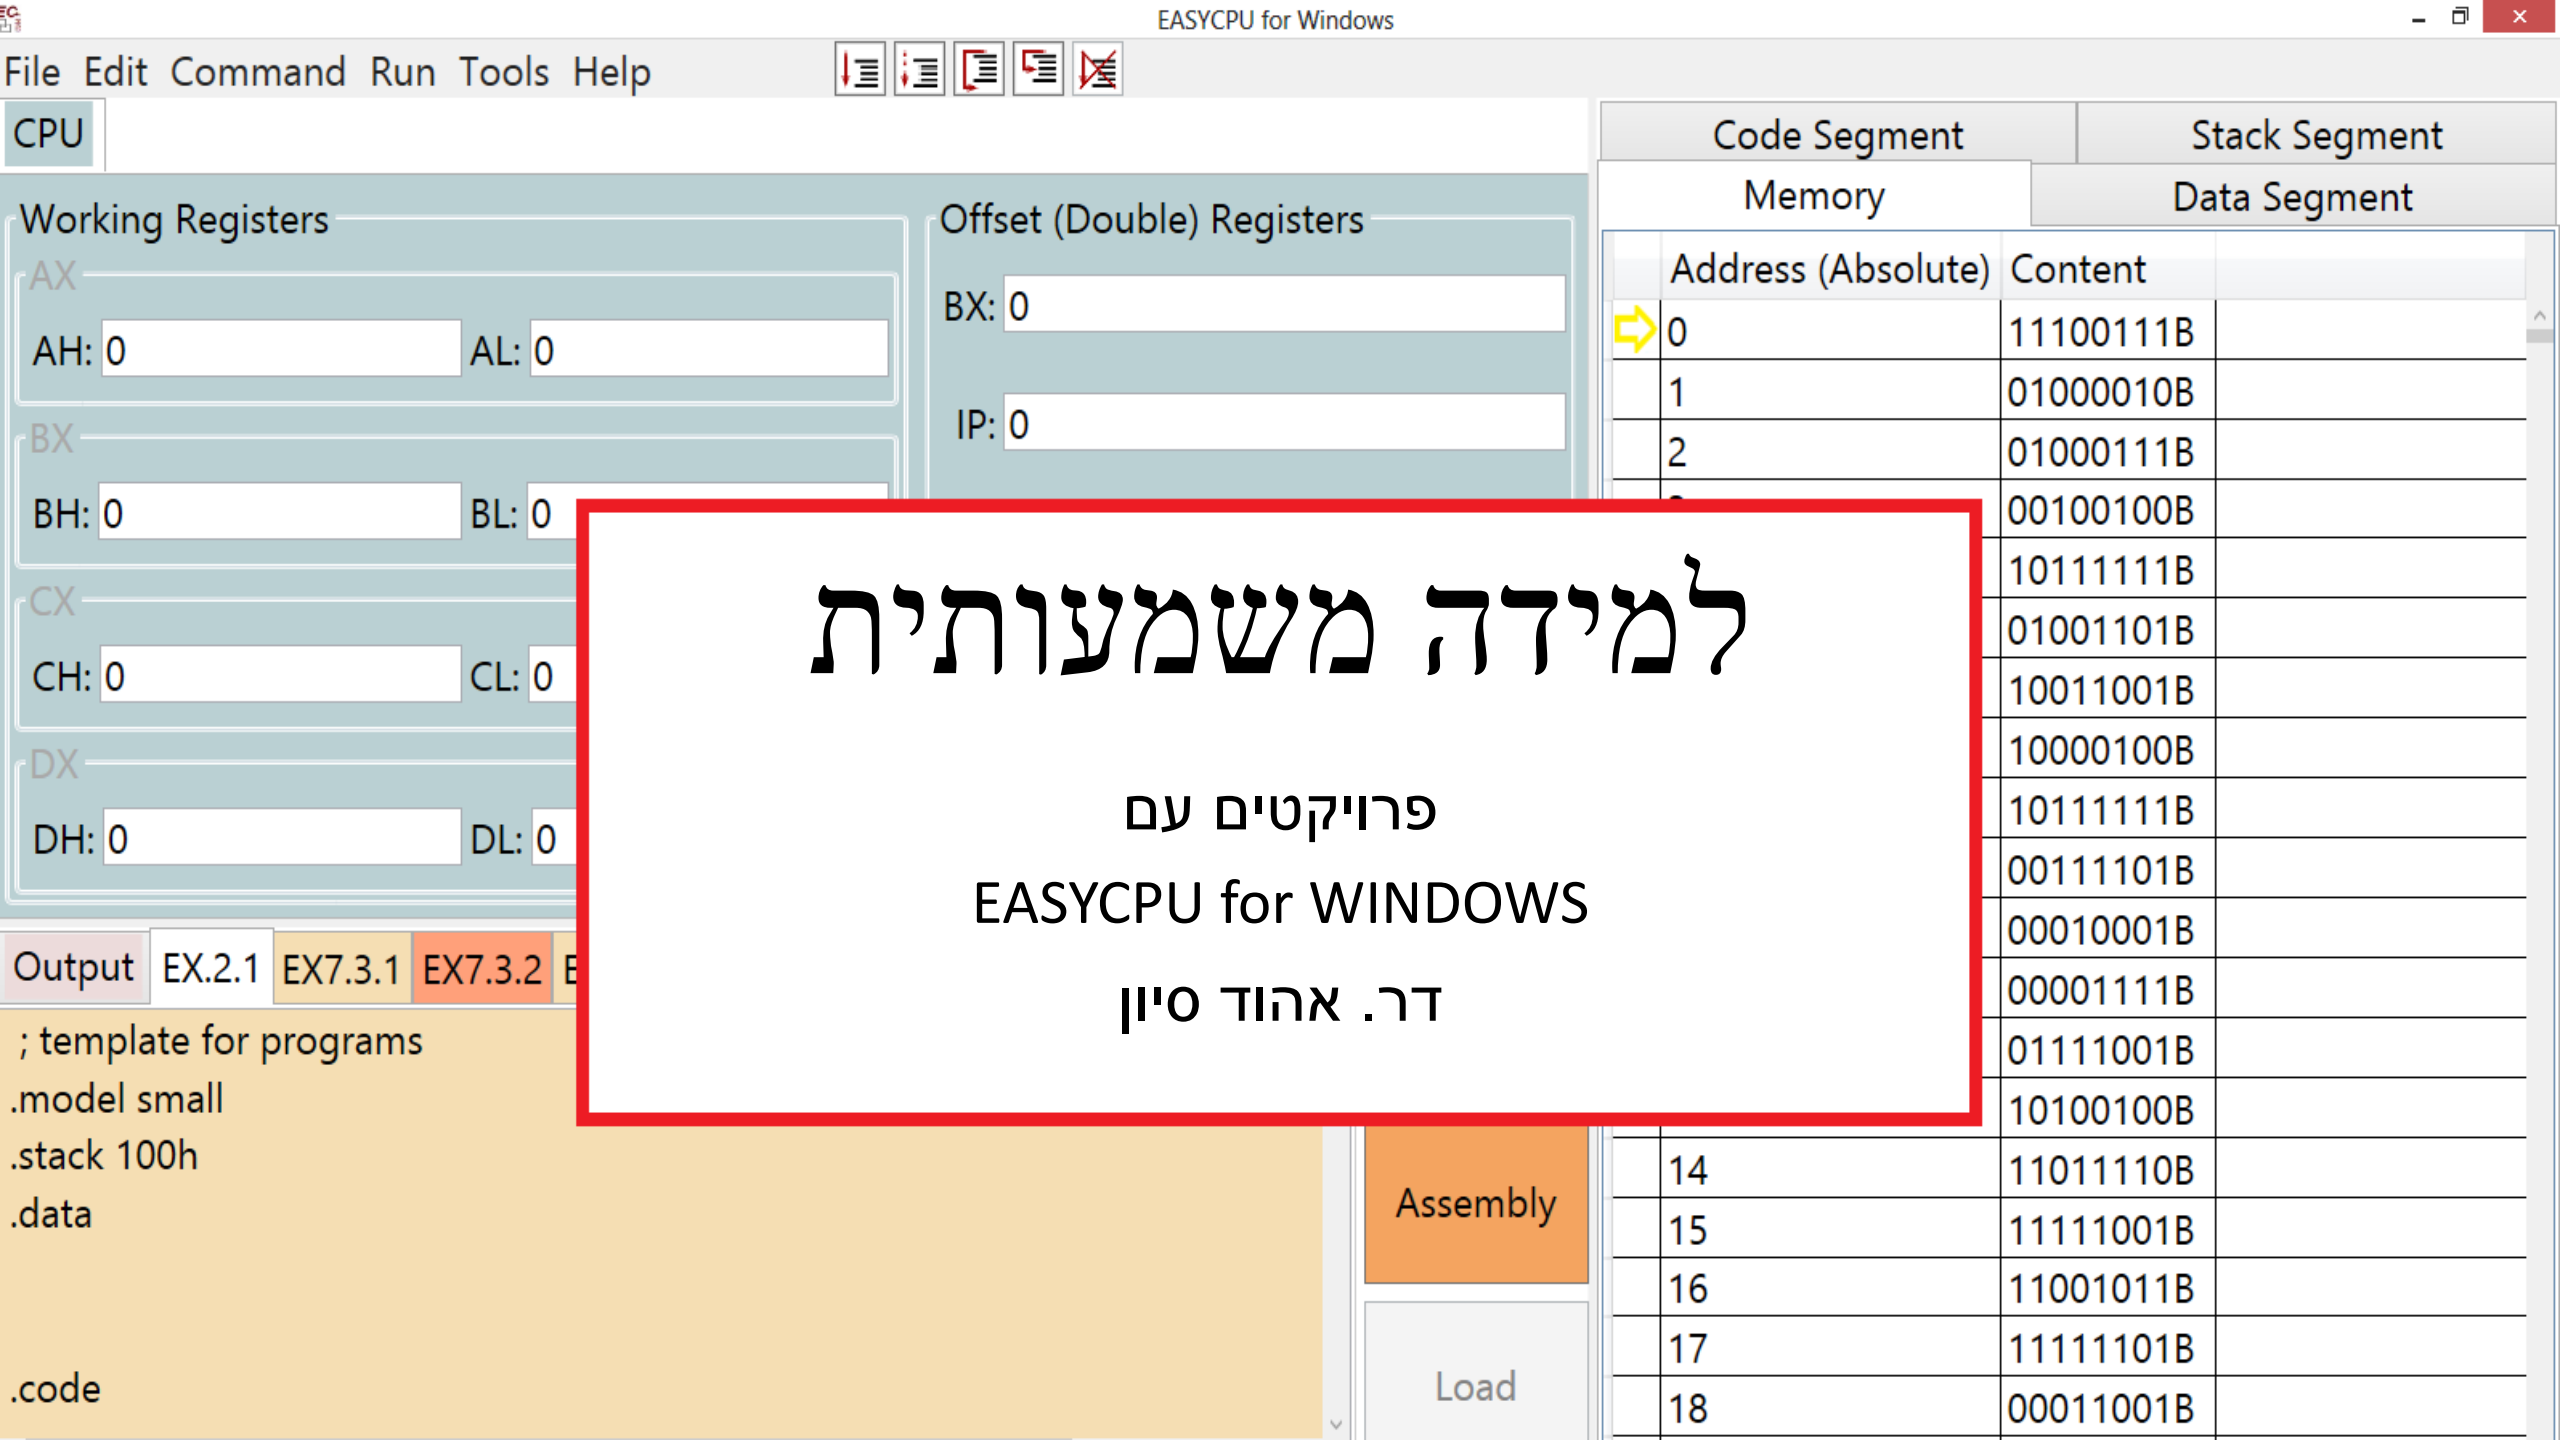 EASYCPU for Windows
File Edit Command Run Tools Help
CPU
Code Segment Stack Segment
Memory Data Segment
Working Registers
Offset (Double) Registers
AX
AH: 0 AL: 0
BX: 0
IP: 0
BX
BH: 0 BL: 0
CX
CH: 0 CL: 0
DX
DH: 0 DL: 0
Address (Absolute) Content
0 11100111B
1 01000010B
2 01000111B
00100100B
10111111B
01001101B
10011001B
10000100B
10111111B
00111101B
00010001B
00001111B
01111001B
10100100B
14 11011110B
15 11111001B
16 11001011B
17 11111101B
18 00011001B
למידה משמעותית
פרויקטים עם
EASYCPU for WINDOWS
דר. אהוד סיון
Output EX.2.1 EX7.3.1 EX7.3.2
; template for programs
.model small
.stack 100h
.data
.code
Assembly
Load